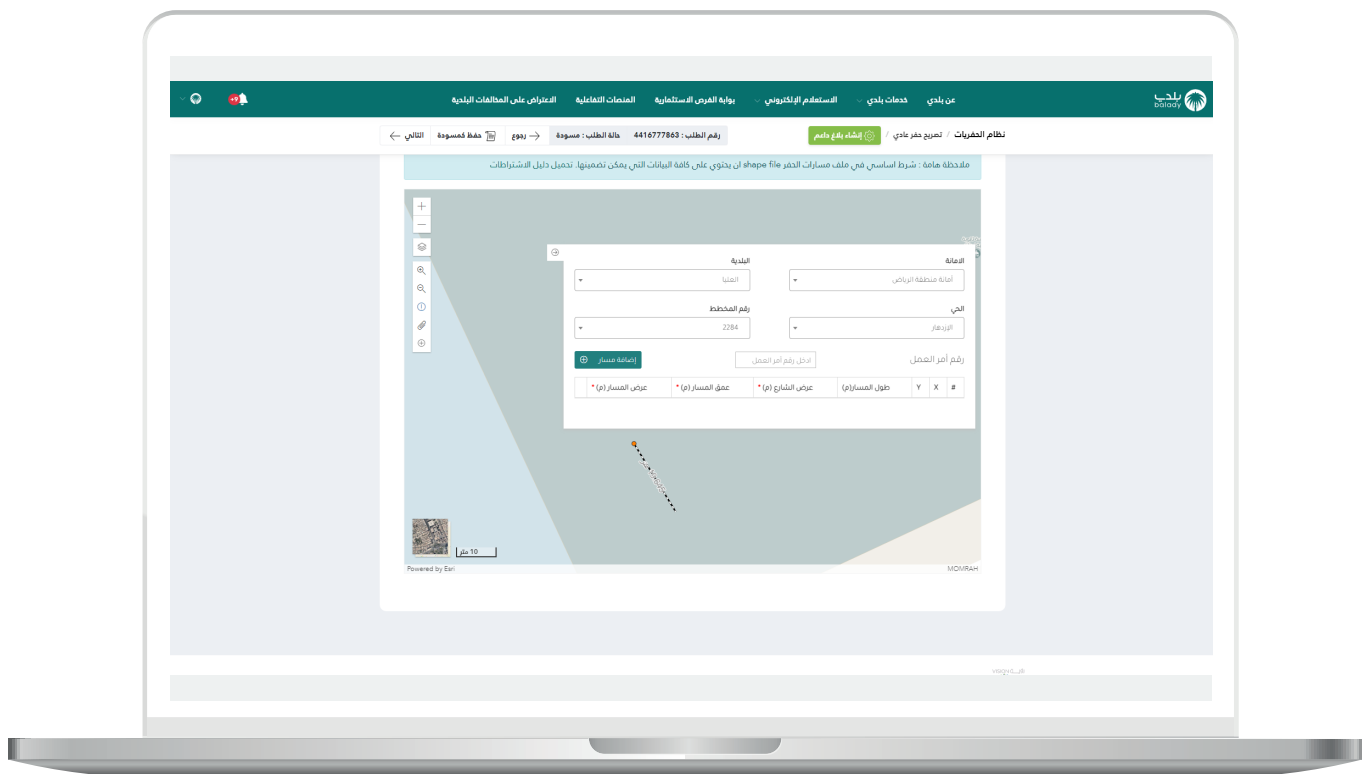 بلدي
balady
عن بلدي خدمات بلدي الاستعلام الإلكتروني بوابة الفرص الاستثمارية المنصات التفاعلية الاعتراض على المخالفات البلدية
+9
نظام الحفريات / تصريح حفر عادي / إنشاء بلاغ داعم رقم الطلب : 4416777863 حالة الطلب : مسودة رجوع حفظ كمسودة التالي
ملاحظة هامة : شرط اساسي في ملف مسارات الحفر shape file ان يحتوي على كافة البيانات التي يمكن تضمينها. تحميل دليل الاشتراطات
الامانة البلدية
أمانة منطقة الرياض العليا
الحي رقم المخطط
الازدهار 2284
رقم أمر العمل ادخل رقم أمر العمل إضافة مسار
# X Y طول المسار(م) عرض الشارع (م) * عمق المسار (م) * عرض المسار (م) *
10 متر
Powered by Esri MOMRAH